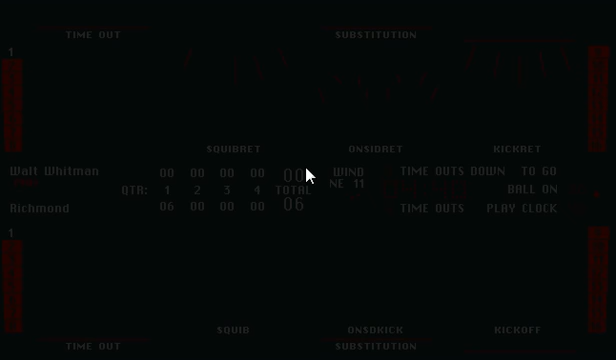 TIME OUT SUBSTITUTION
1
SQUIBRET ONSIDRET KICKRET
Walt Whitman 00 00 00 00 00 WIND TIME OUTS DOWN TO GO
NE 11
QTR: 1 2 3 4 TOTAL BALL ON
Richmond 06 00 00 00 06 TIME OUTS PLAY CLOCK
1
SQUIB ONSDKICK KICKOFF
TIME OUT SUBSTITUTION